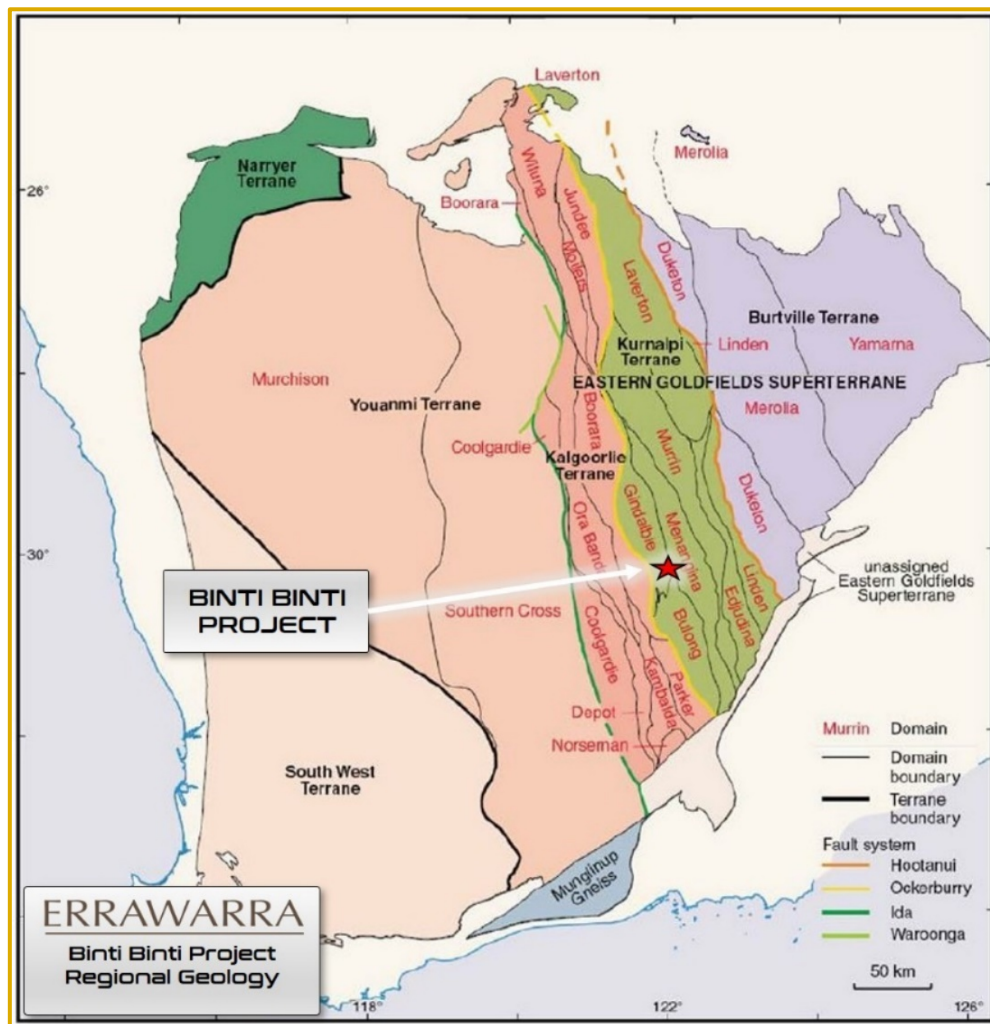 Laverton
Narryer
Terrane
Merolia
26°
Wiluna
Boorara
Jundee
Moilers
Duketon
Laverton
Burtville Terrane
Kurnalpi
Terrane
Linden
Yamarna
EASTERN GOLDFIELDS SUPERTERRANE
Murchison
Youanmi Terrane
Boorara
Merolia
Coolgardie
Murrin
Kalgoorlie
Terrane
Duketon
Gindalbie
Ora Band
Menangina
30°
unassigned
Eastern Goldfields
Superterrane
BINTI BINTI
PROJECT
Linden
Edjudina
Southern Cross
Coolgardie
Bulong
Kambalda
Parker
Depot
Norseman
South West
Terrane
Munglinup
Gneiss
Murrin Domain
Domain
boundary
Terrane
boundary
Fault system
Hootanui
Ockerburry
Ida
Waroonga
50 km
ERRAWARRA
Binti Binti Project
Regional Geology
118°
122°
126°